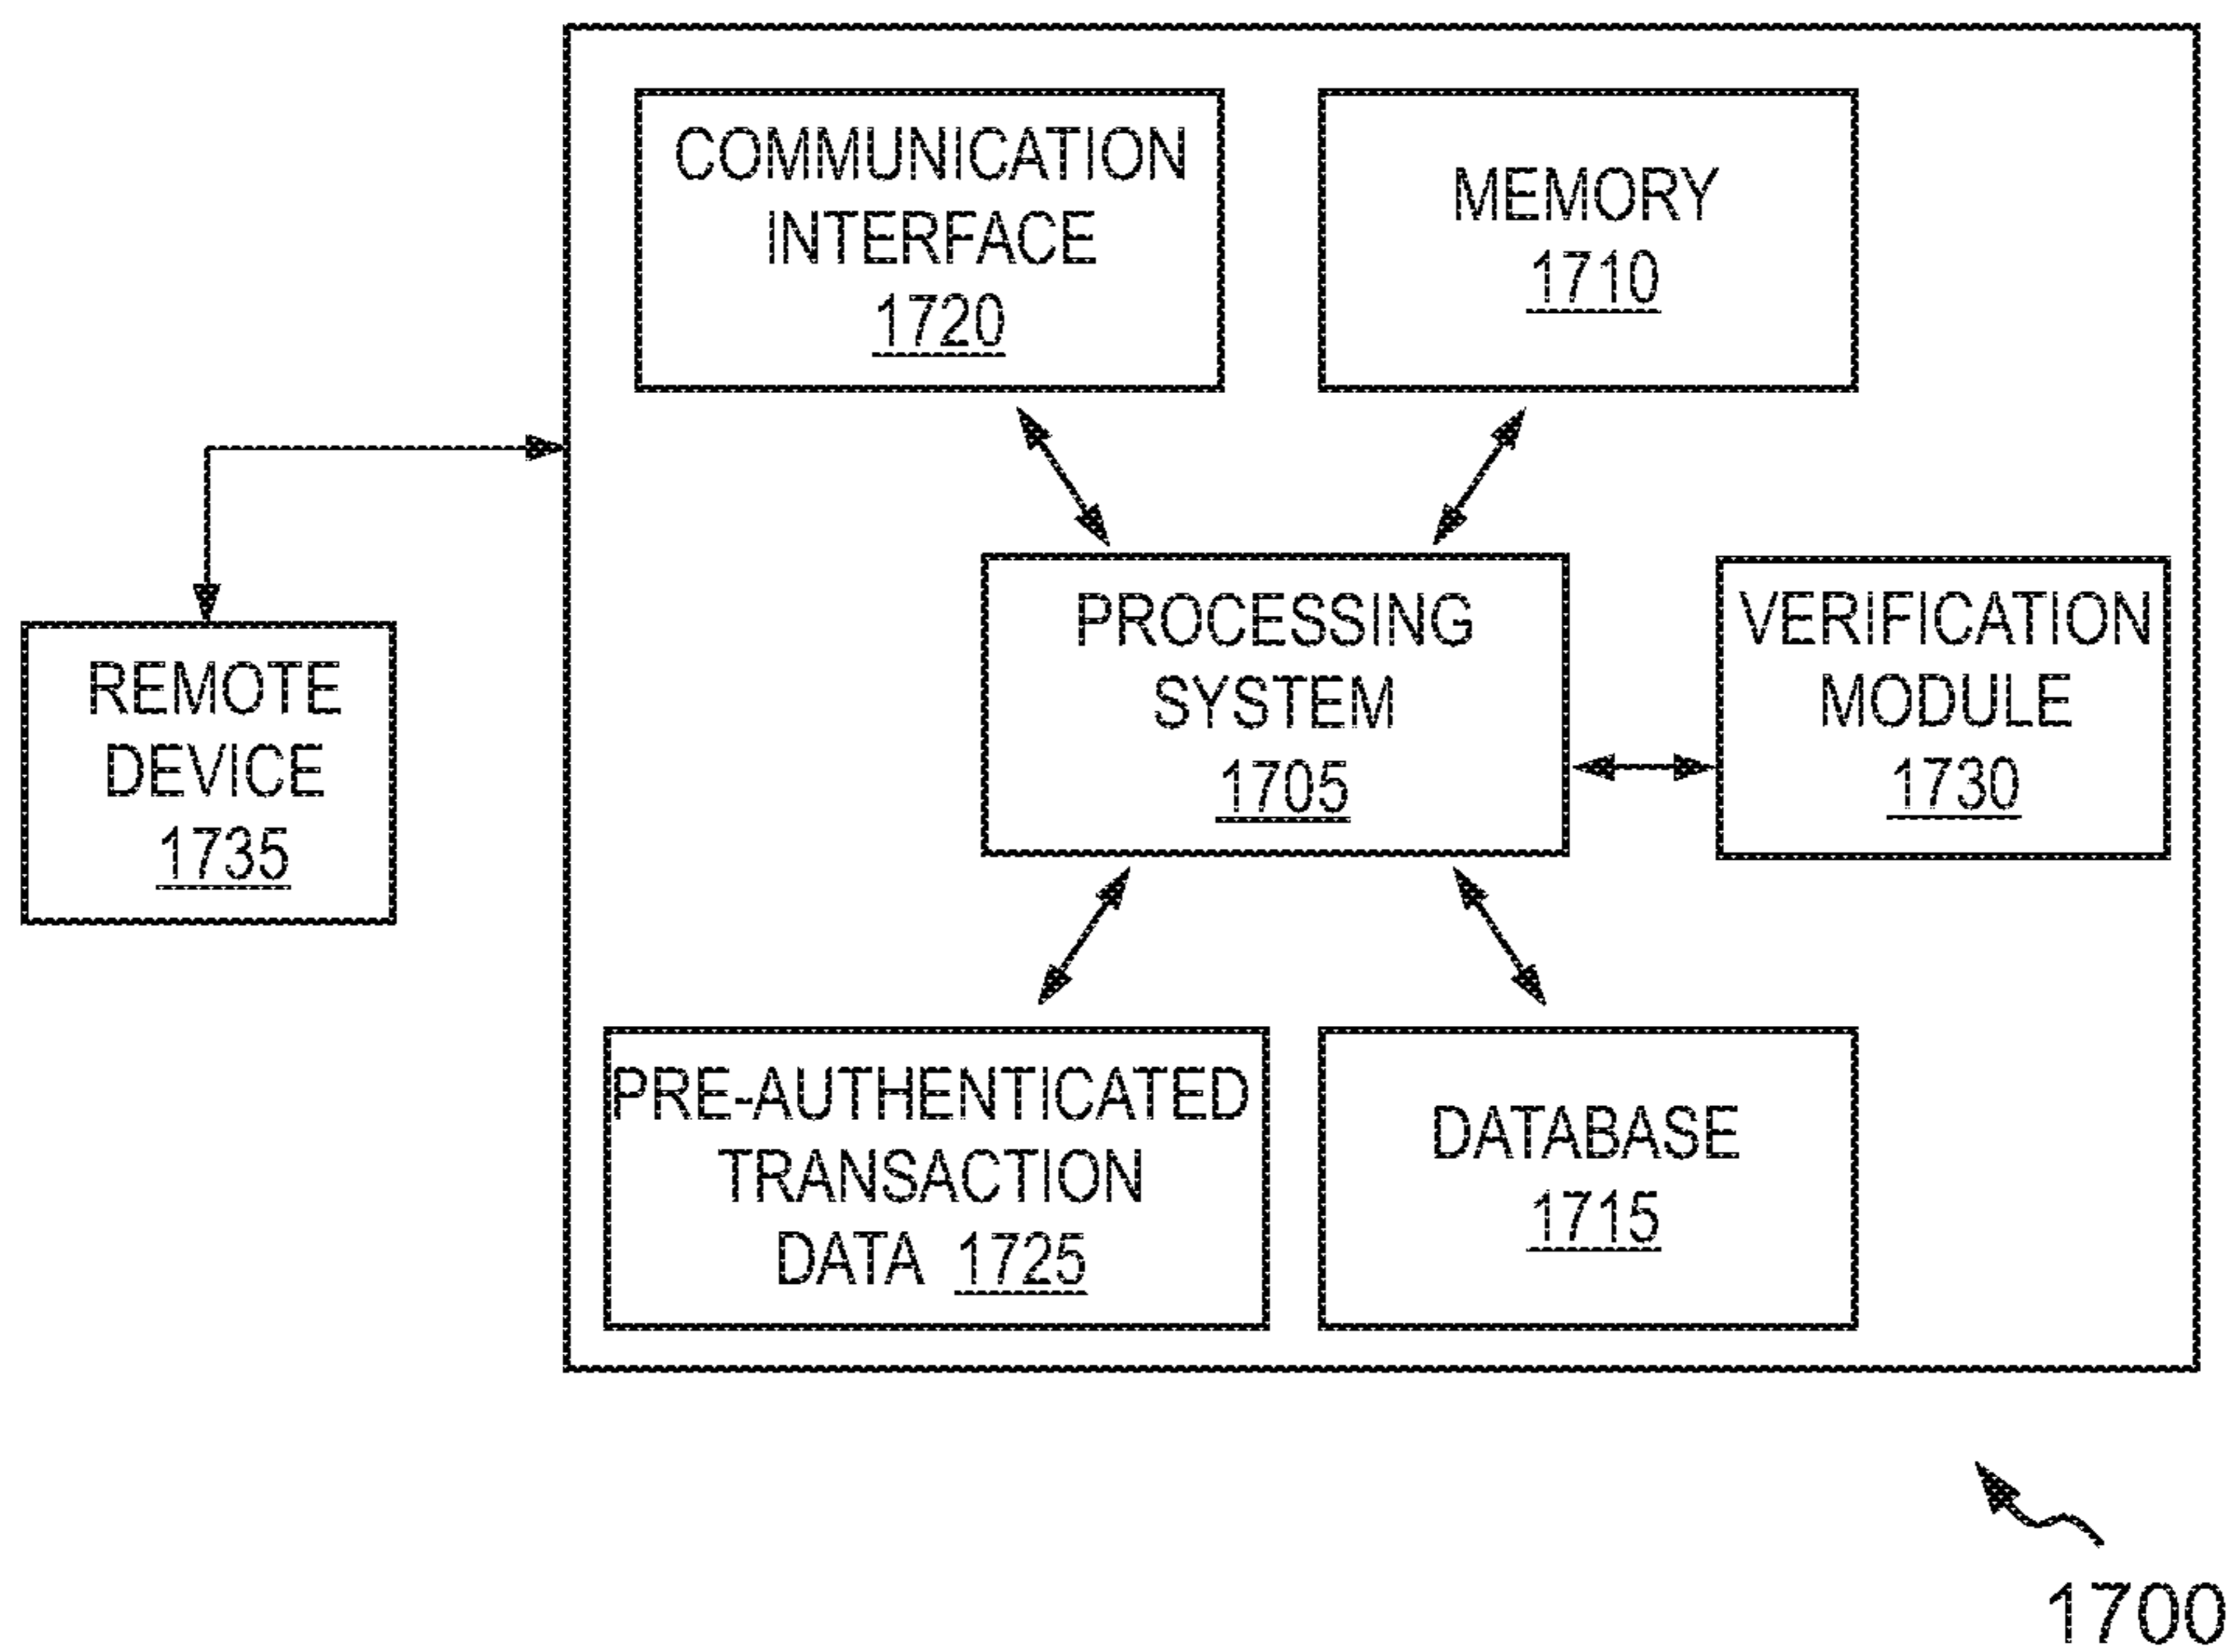 COMMUNICATION
INTERFACE
1720
MEMORY
1710
REMOTE
DEVICE
1735
PROCESSING
SYSTEM
1705
VERIFICATION
MODULE
1730
PRE-AUTHENTICATED
TRANSACTION
DATA 1725
DATABASE
1715
1700